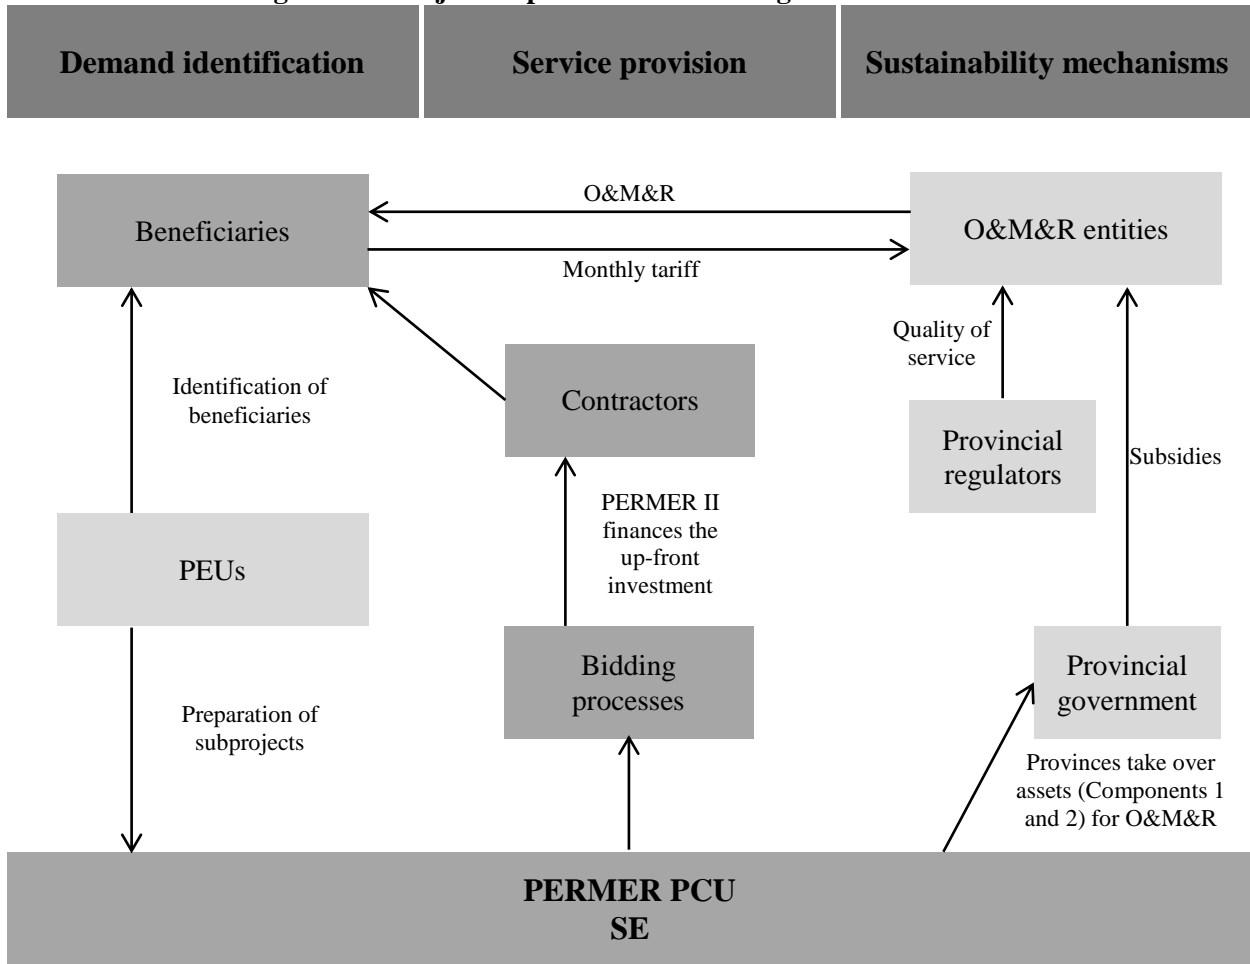 Demand identification
Service provision
Sustainability mechanisms
Beneficiaries
O&M&R
Monthly tariff
O&M&R entities
Quality of
service
Identification of
beneficiaries
Contractors
Provincial
regulators
Subsidies
PEUs
PERMER II
finances the
up-front
investment
Preparation of
subprojects
Bidding
processes
Provincial
government
Provinces take over
assets (Components 1
and 2) for O&M&R
PERMER PCU
SE